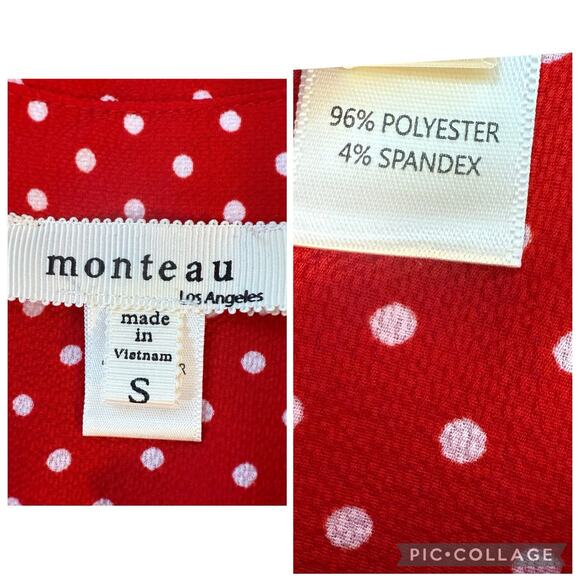 monteau
Los Angeles
made
in
Vietnam
S
96% POLYESTER
4% SPANDEX
PIC•COLLAGE